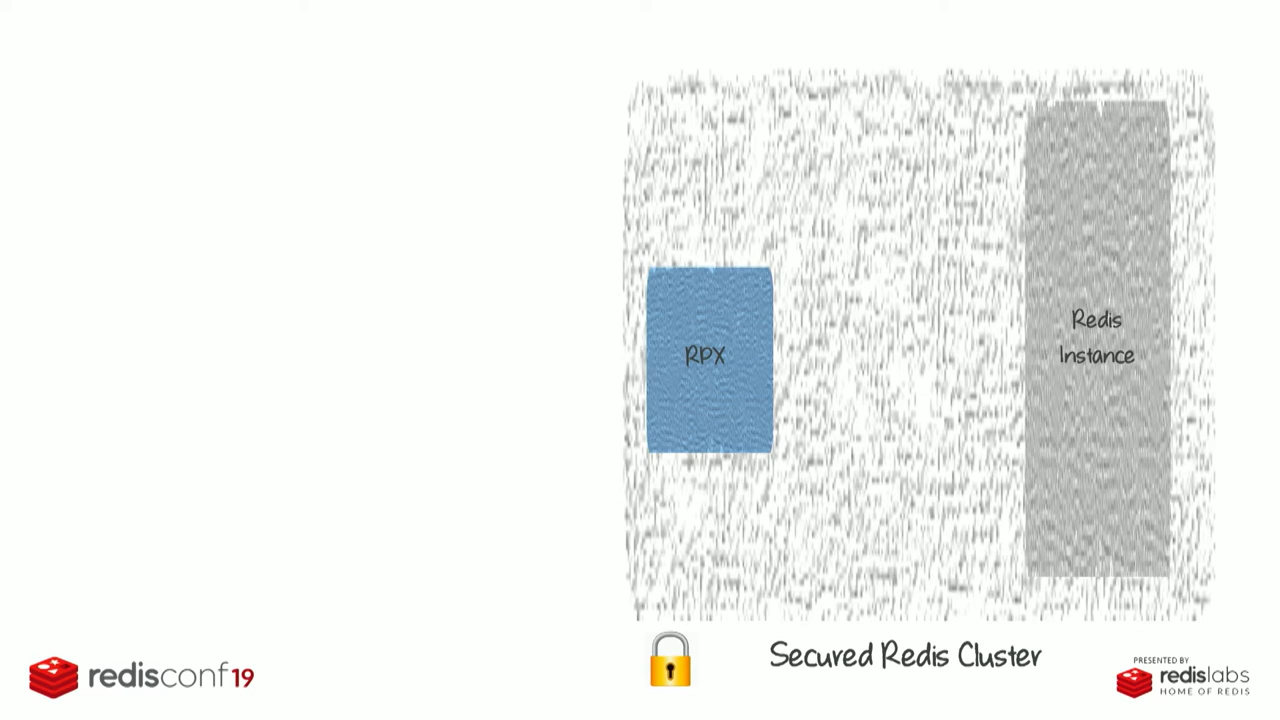 RPX
Redis
Instance
Secured Redis Cluster
redisconf19
PRESENTED BY
redislabs
HOME OF REDIS